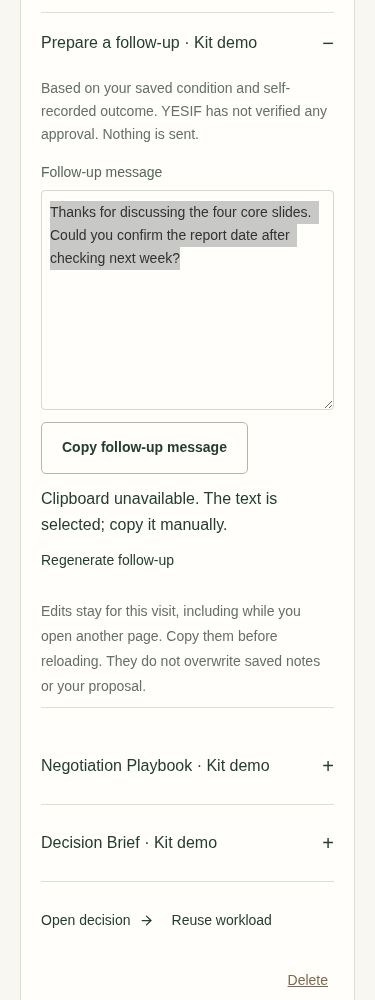 Prepare a follow-up · Kit demo −
Based on your saved condition and self-
recorded outcome. YESIF has not verified any
approval. Nothing is sent.
Follow-up message
Thanks for discussing the four core slides.
Could you confirm the report date after
checking next week?
Copy follow-up message
Clipboard unavailable. The text is
selected; copy it manually.
Regenerate follow-up
Edits stay for this visit, including while you
open another page. Copy them before
reloading. They do not overwrite saved notes
or your proposal.
Negotiation Playbook · Kit demo +
Decision Brief · Kit demo +
Open decision → Reuse workload
Delete